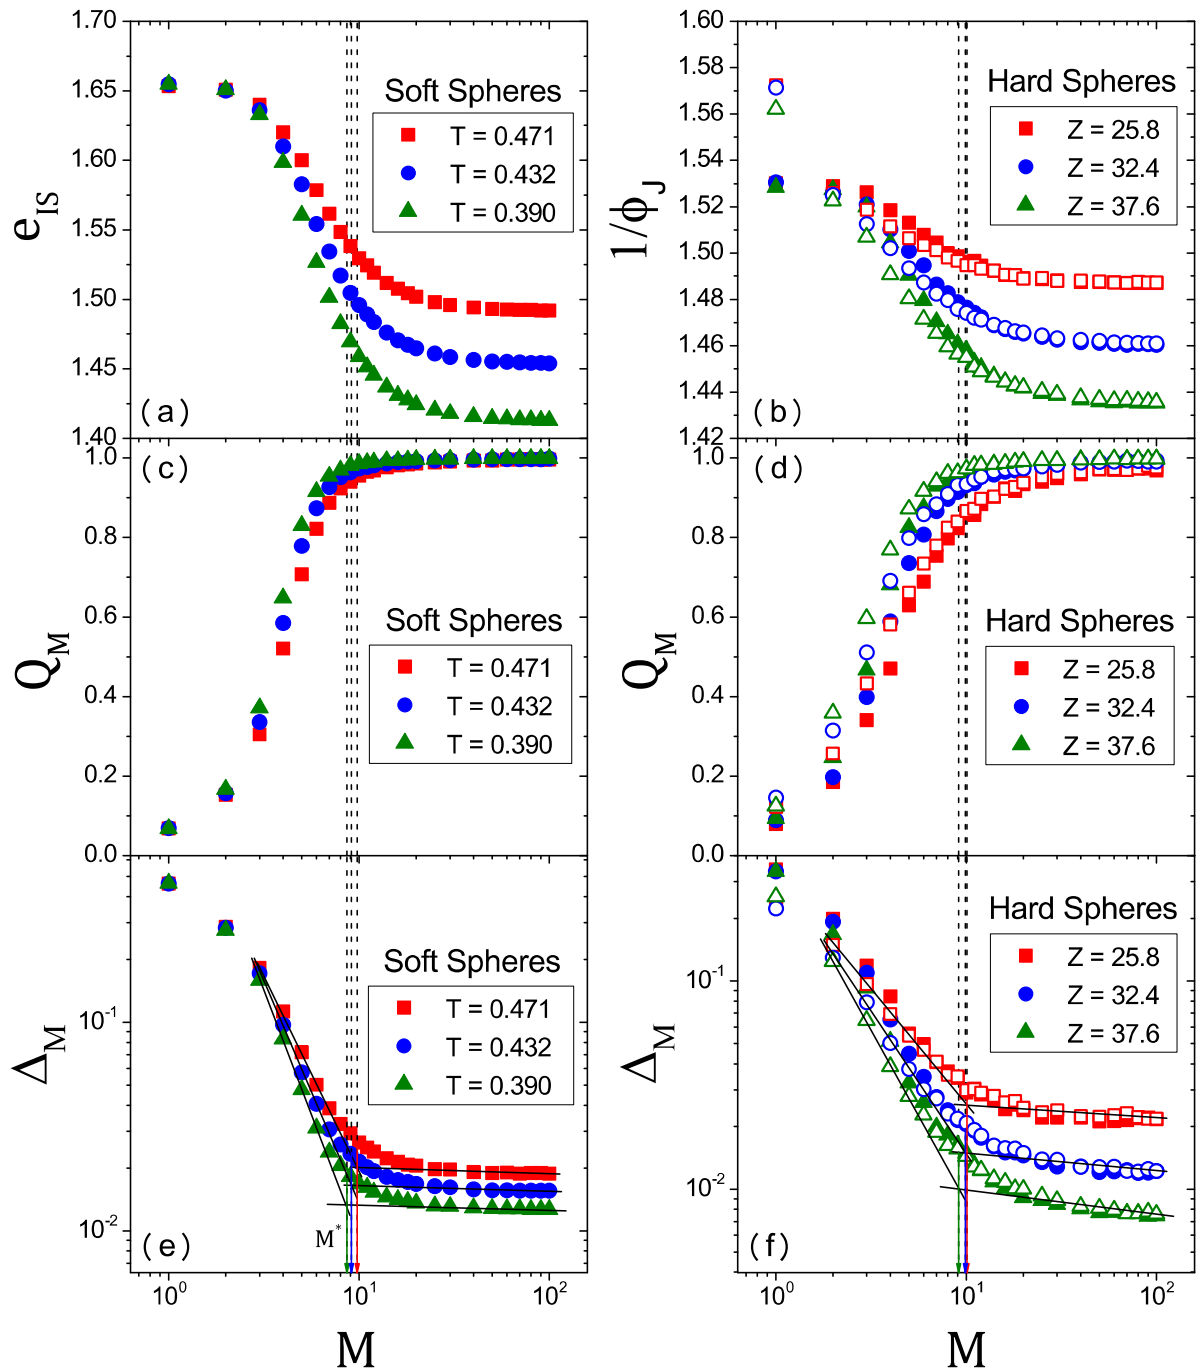 1.70
1.65
1.60
1.55
1.50
1.45
1.40
e_IS
Soft Spheres
T = 0.471
T = 0.432
T = 0.390
(a)
1.60
1.58
1.56
1.54
1.52
1.50
1.48
1.46
1.44
1.42
1/ϕ_J
Hard Spheres
Z = 25.8
Z = 32.4
Z = 37.6
(b)
1.0
0.8
0.6
0.4
0.2
0.0
Q_M
(c)
Soft Spheres
T = 0.471
T = 0.432
T = 0.390
1.0
0.8
0.6
0.4
0.2
0.0
Q_M
(d)
Hard Spheres
Z = 25.8
Z = 32.4
Z = 37.6
10^-1
10^-2
Δ_M
Soft Spheres
T = 0.471
T = 0.432
T = 0.390
M*
(e)
10^0
10^1
10^2
M
10^-1
10^-2
Δ_M
Hard Spheres
Z = 25.8
Z = 32.4
Z = 37.6
(f)
10^0
10^1
10^2
M